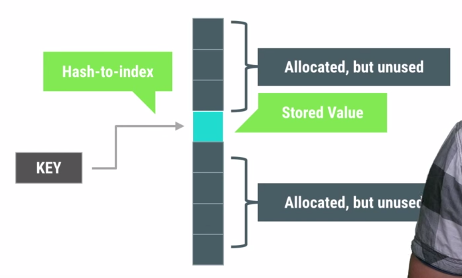 Hash-to-index
Allocated, but unused
Stored Value
KEY
Allocated, but unused